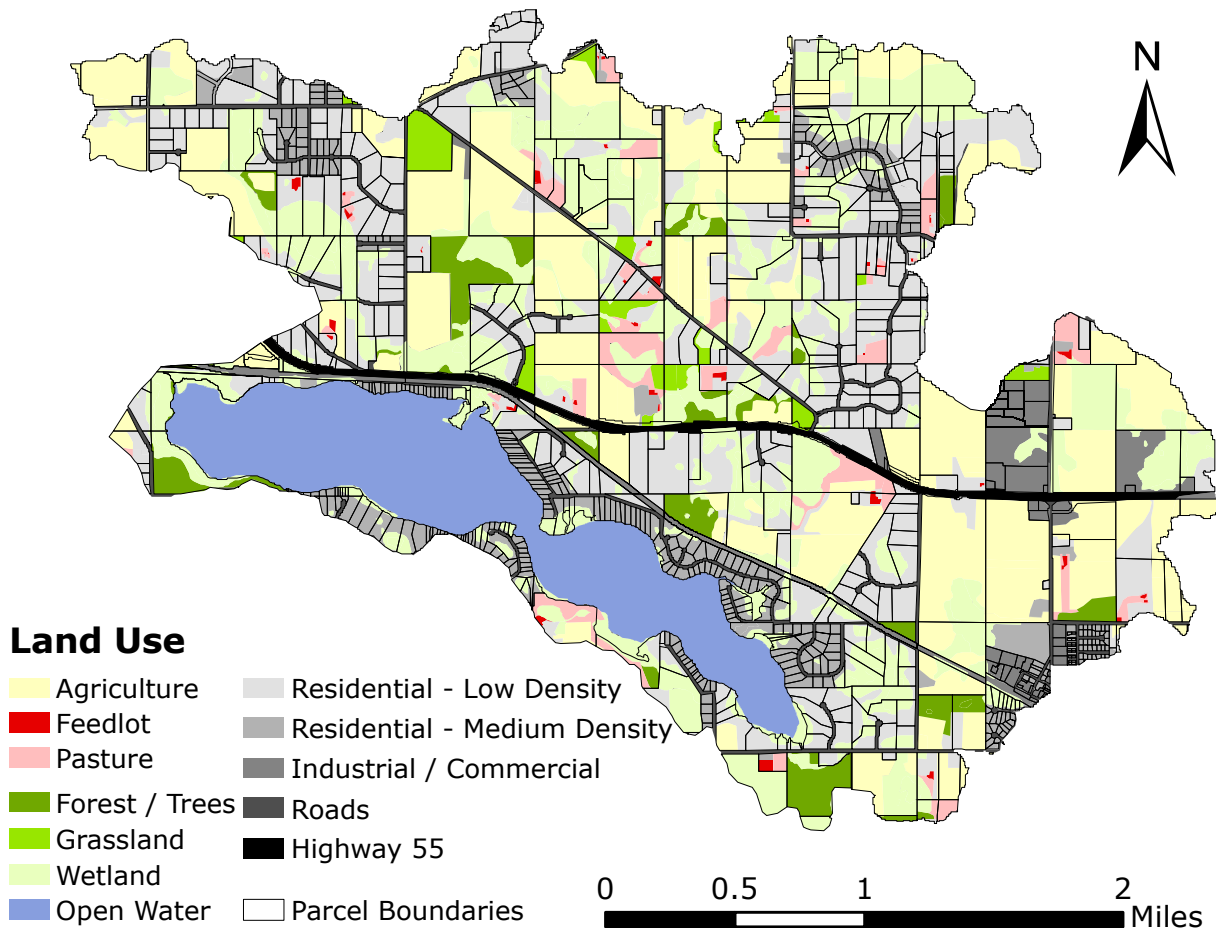 N
Land Use
Agriculture
Feedlot
Pasture
Forest / Trees
Grassland
Wetland
Open Water
Residential - Low Density
Residential - Medium Density
Industrial / Commercial
Roads
Highway 55
Parcel Boundaries
0 0.5 1 2
Miles